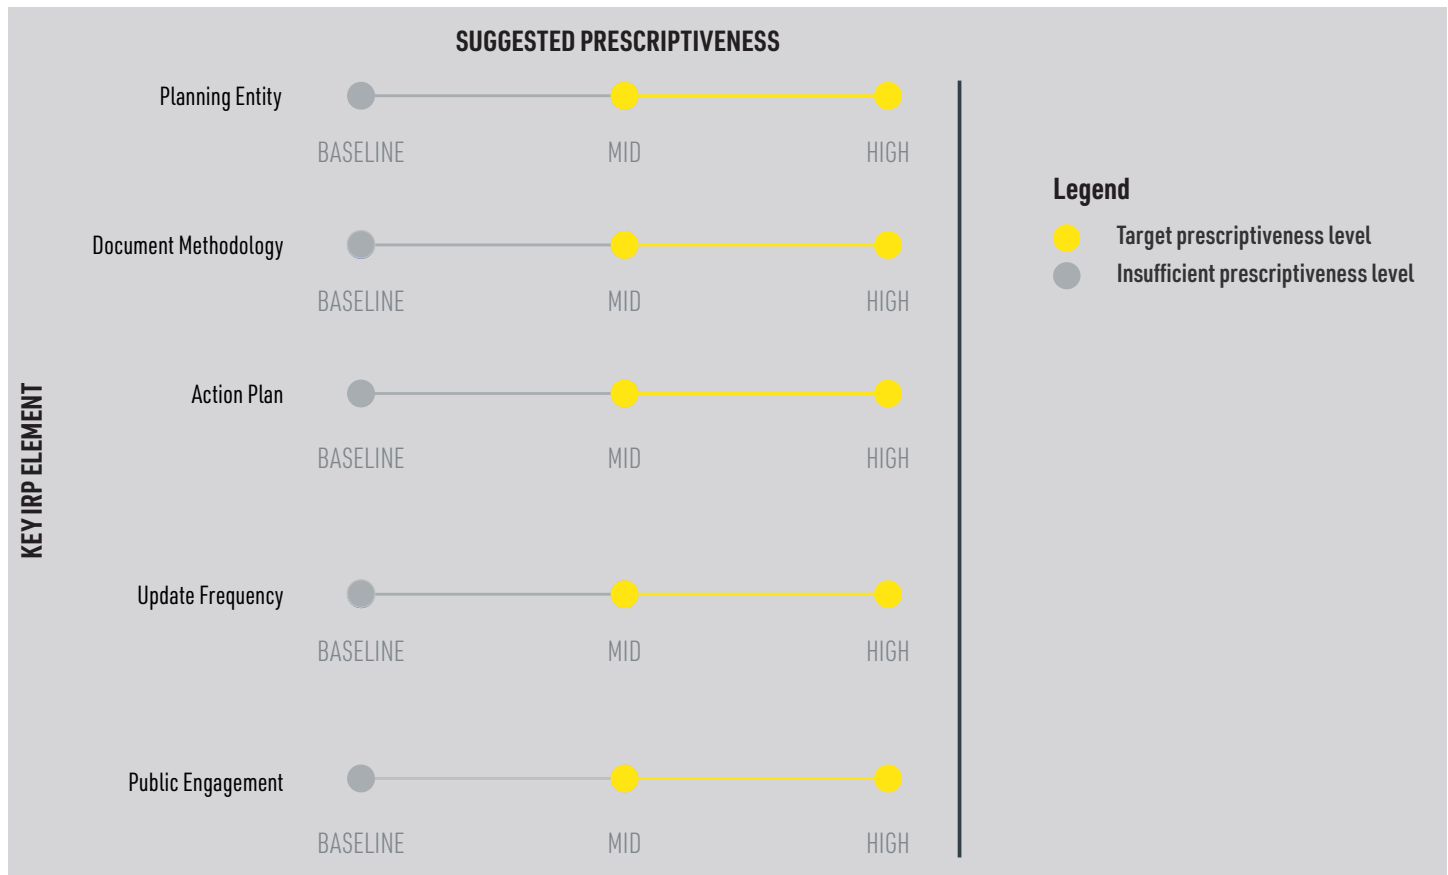 SUGGESTED PRESCRIPTIVENESS
Planning Entity
BASELINE MID HIGH
Document Methodology
BASELINE MID HIGH
Action Plan
BASELINE MID HIGH
Update Frequency
BASELINE MID HIGH
Public Engagement
BASELINE MID HIGH
KEY IRP ELEMENT
Legend
Target prescriptiveness level
Insufficient prescriptiveness level